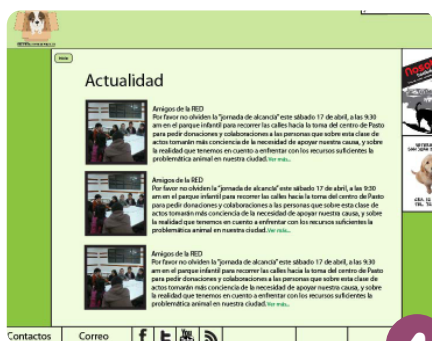 Inicio
Actualidad
Amigos de la RED
Por favor no olviden la "jornada de alcancía" este sábado 17 de abril, a las 9:30
am en el parque infantil para recorrer las calles hacia la toma del centro de Pasto
para pedir donaciones y colaboraciones a las personas que sobre esta clase de
actos tomarán más conciencia de la necesidad de apoyar nuestra causa, y sobre
la realidad que tenemos en cuento a enfrentar con los recursos suficientes la
problemática animal en nuestra ciudad. Ver más...
Amigos de la RED
Por favor no olviden la "jornada de alcancía" este sábado 17 de abril, a las 9:30
am en el parque infantil para recorrer las calles hacia la toma del centro de Pasto
para pedir donaciones y colaboraciones a las personas que sobre esta clase de
actos tomarán más conciencia de la necesidad de apoyar nuestra causa, y sobre
la realidad que tenemos en cuento a enfrentar con los recursos suficientes la
problemática animal en nuestra ciudad. Ver más...
Amigos de la RED
Por favor no olviden la "jornada de alcancía" este sábado 17 de abril, a las 9:30
am en el parque infantil para recorrer las calles hacia la toma del centro de Pasto
para pedir donaciones y colaboraciones a las personas que sobre esta clase de
actos tomarán más conciencia de la necesidad de apoyar nuestra causa, y sobre
la realidad que tenemos en cuento a enfrentar con los recursos suficientes la
problemática animal en nuestra ciudad. Ver más...
Contactos
Correo
You